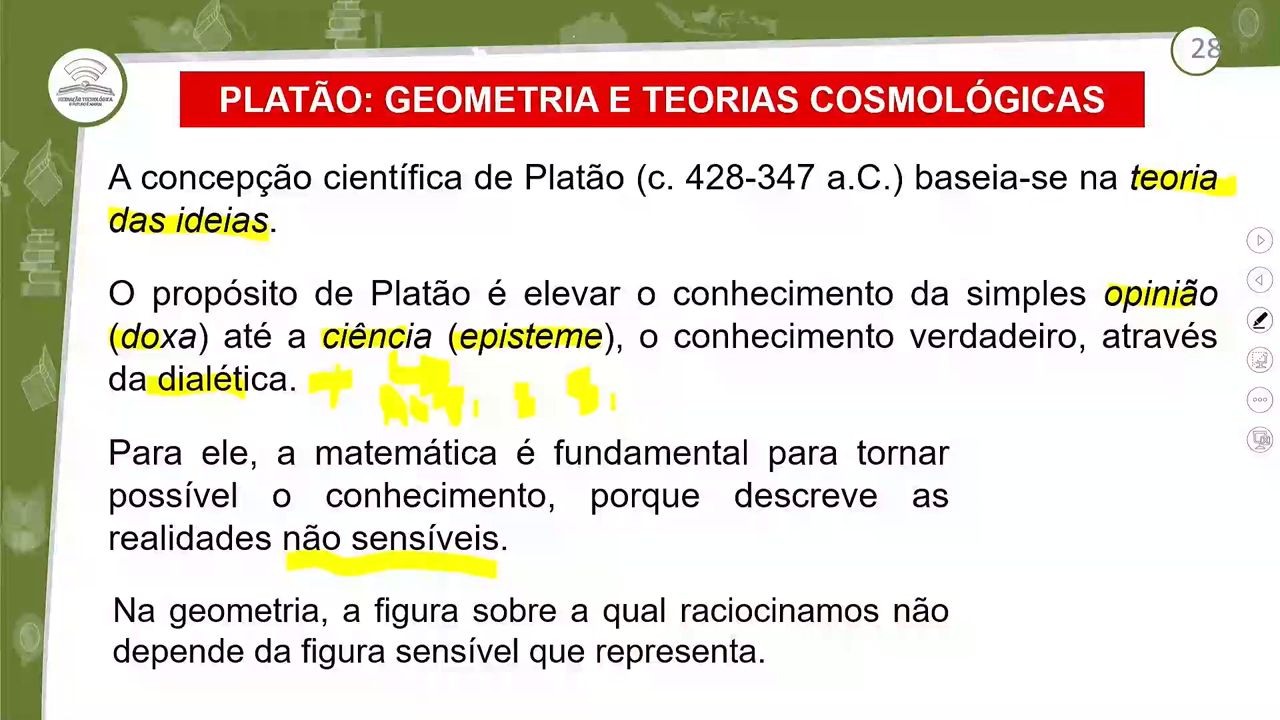 28
PLATÃO: GEOMETRIA E TEORIAS COSMOLÓGICAS
A concepção científica de Platão (c. 428-347 a.C.) baseia-se na teoria
das ideias.
O propósito de Platão é elevar o conhecimento da simples opinião
(doxa) até a ciência (episteme), o conhecimento verdadeiro, através
da dialética.
Para ele, a matemática é fundamental para tornar
possível o conhecimento, porque descreve as
realidades não sensíveis.
Na geometria, a figura sobre a qual raciocinamos não
depende da figura sensível que representa.